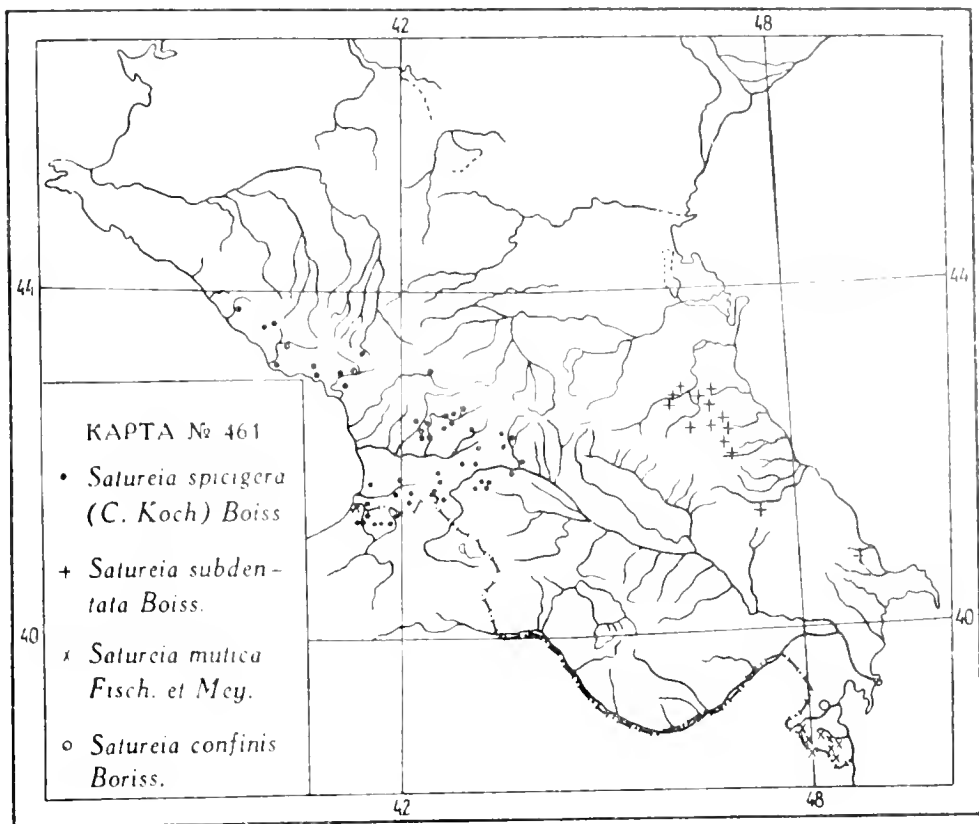 42 48
44 44
КАРТА № 461
• Satureia spicigera
(C. Koch) Boiss
+ Satureia subden-
tata Boiss.
× Satureia mutica
Fisch. et Mey.
○ Satureia confinis
Boriss.
40 40
42 48